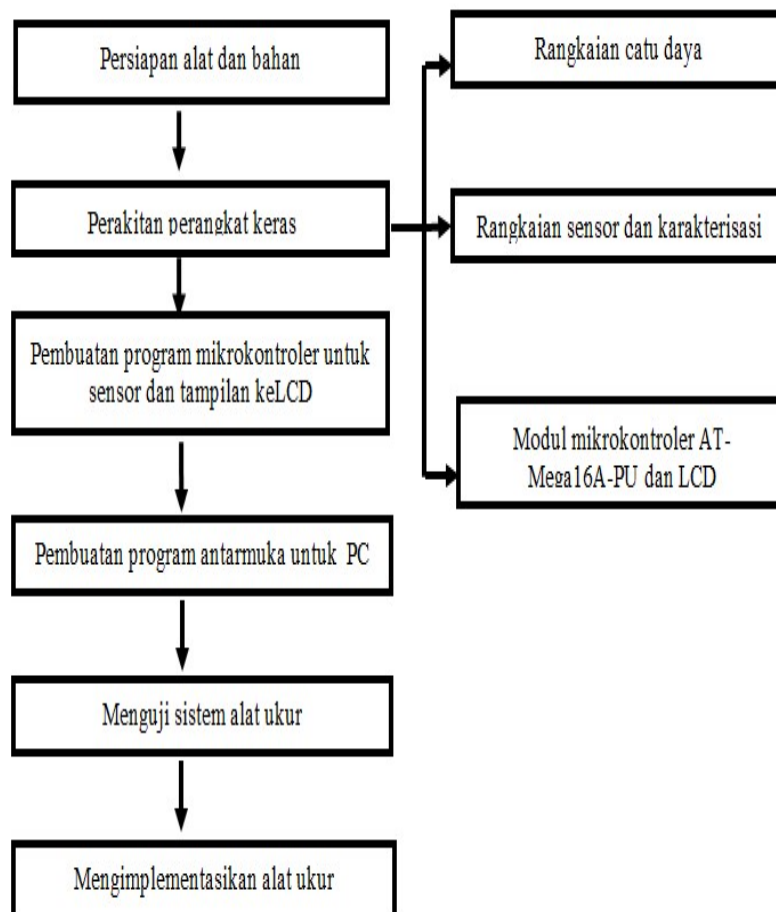 Persiapan alat dan bahan
Perakitan perangkat keras
Pembuatan program mikrokontroler untuk
sensor dan tampilan keLCD
Pembuatan program antarmuka untuk PC
Menguji sistem alat ukur
Mengimplementasikan alat ukur
Rangkaian catu daya
Rangkaian sensor dan karakterisasi
Modul mikrokontroler AT-
Mega16A-PU dan LCD